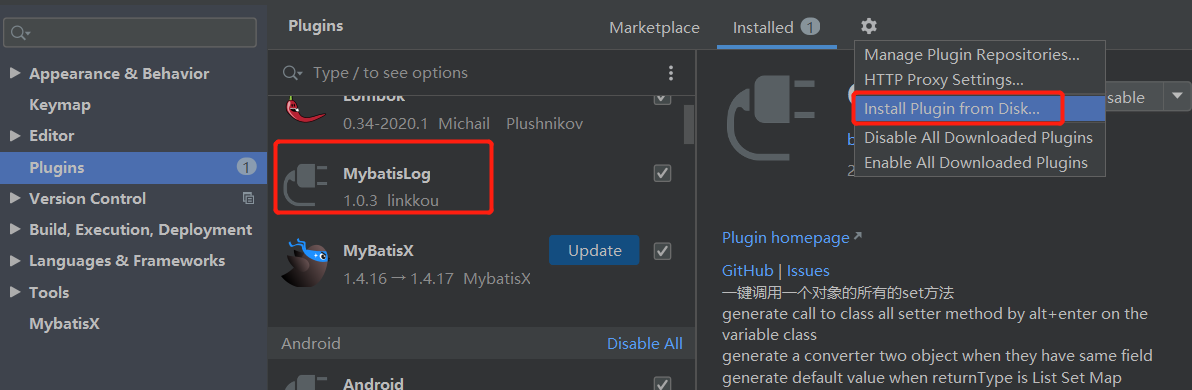 Plugins
Marketplace
Installed 1
Type / to see options
Appearance & Behavior
Keymap
Editor
Plugins 1
Version Control
Build, Execution, Deployment
Languages & Frameworks
Tools
MybatisX
Lombok
0.34-2020.1 Michail Plushnikov
MybatisLog
1.0.3 linkkou
MyBatisX
1.4.16 → 1.4.17 MybatisX
Update
Android
Disable All
Android
Manage Plugin Repositories...
HTTP Proxy Settings...
Install Plugin from Disk...
Disable All Downloaded Plugins
Enable All Downloaded Plugins
Plugin homepage
GitHub | Issues
一键调用一个对象的所有的set方法
generate call to class all setter method by alt+enter on the
variable class
generate a converter two object when they have same field
generate default value when returnType is List Set Map